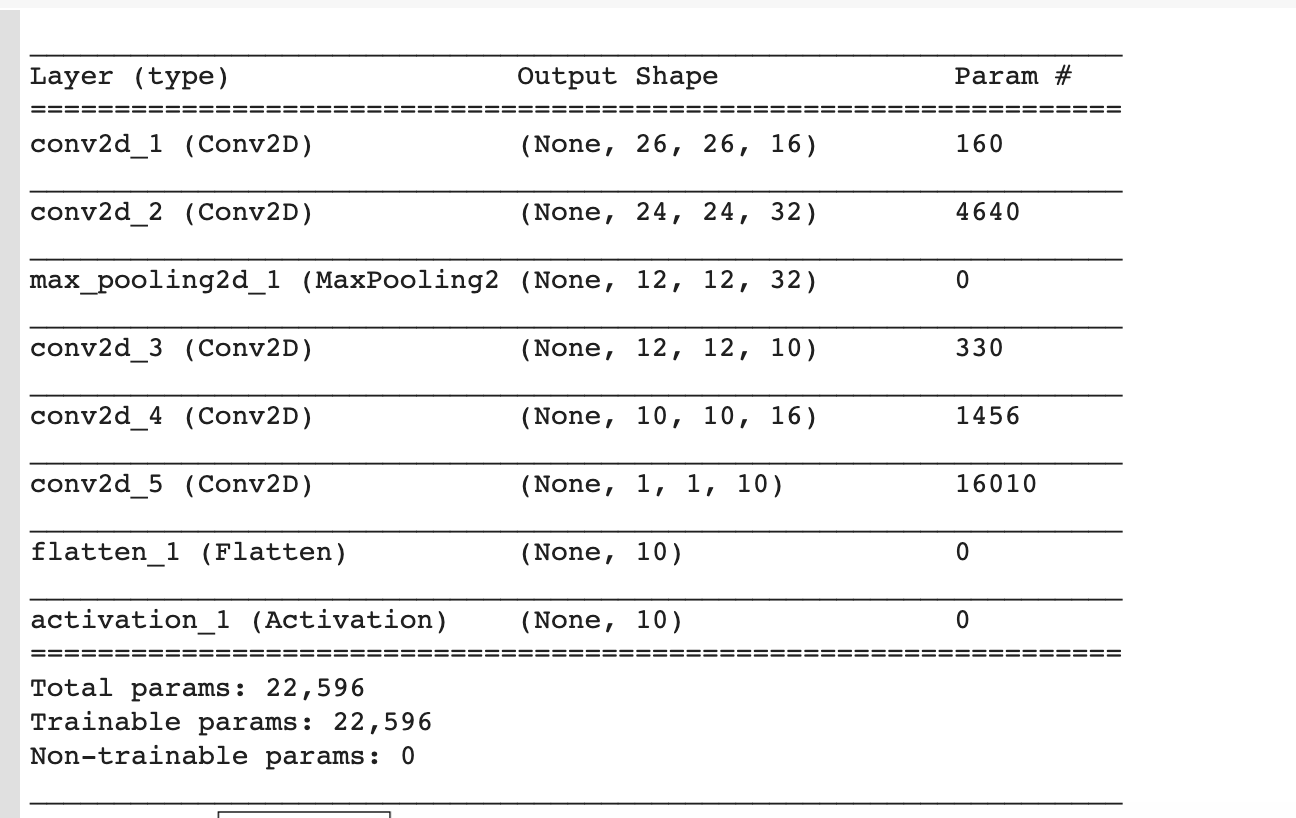 Layer (type) Output Shape Param #
=================================================================
conv2d_1 (Conv2D) (None, 26, 26, 16) 160
conv2d_2 (Conv2D) (None, 24, 24, 32) 4640
max_pooling2d_1 (MaxPooling2 (None, 12, 12, 32) 0
conv2d_3 (Conv2D) (None, 12, 12, 10) 330
conv2d_4 (Conv2D) (None, 10, 10, 16) 1456
conv2d_5 (Conv2D) (None, 1, 1, 10) 16010
flatten_1 (Flatten) (None, 10) 0
activation_1 (Activation) (None, 10) 0
=================================================================
Total params: 22,596
Trainable params: 22,596
Non-trainable params: 0